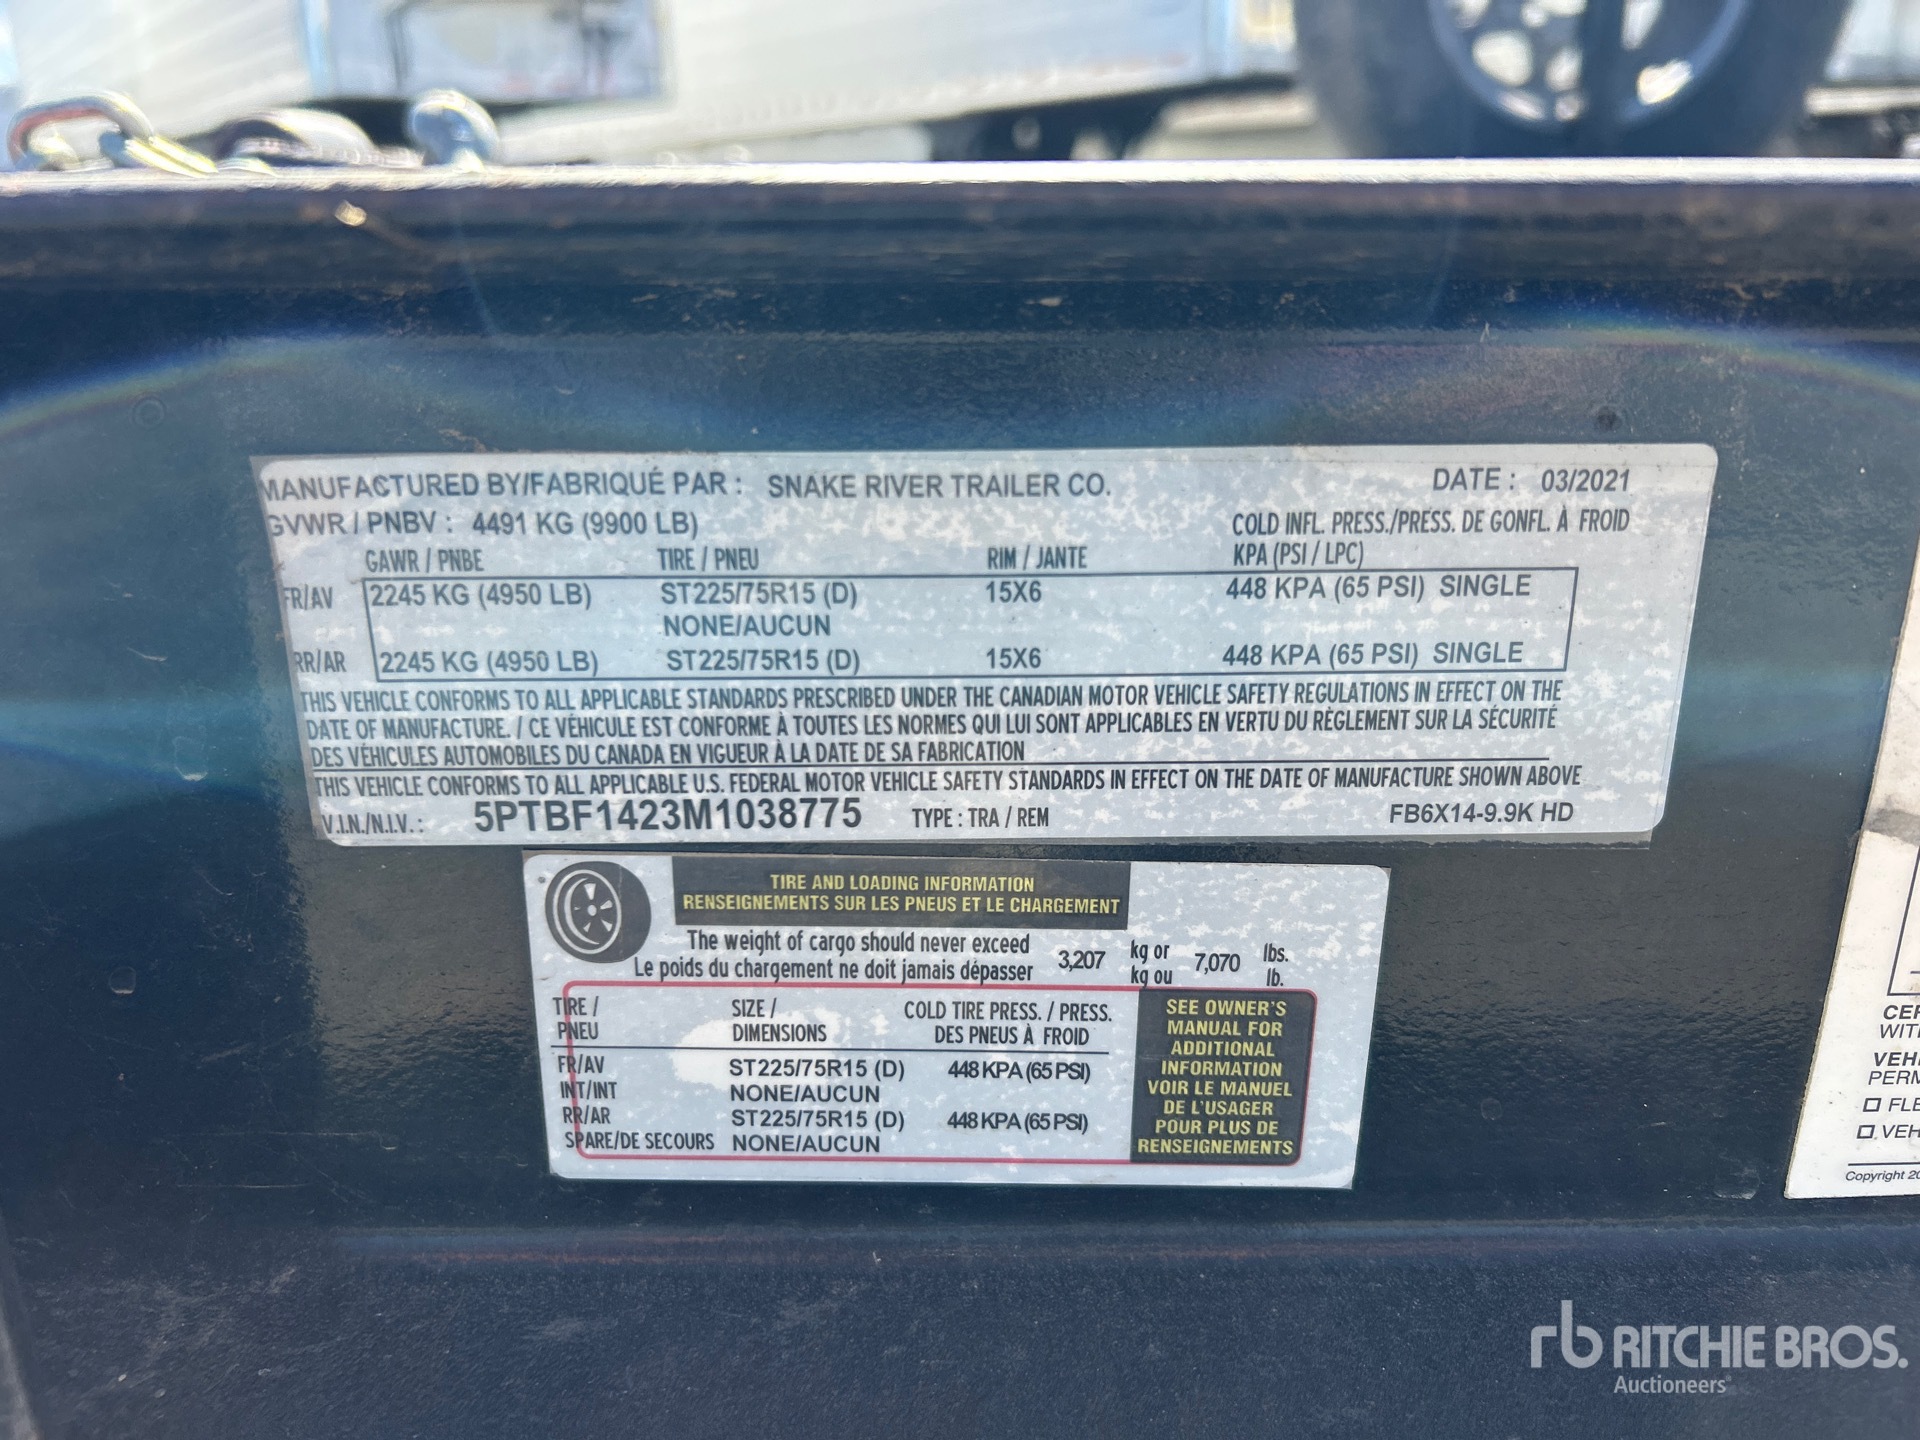 MANUFACTURED BY/FABRIQUÉ PAR : SNAKE RIVER TRAILER CO. DATE : 03/2021
GVWR / PNBV : 4491 KG (9900 LB) COLD INFL. PRESS./PRESS. DE GONFL. À FROID
GAWR / PNBE TIRE / PNEU RIM / JANTE KPA (PSI / LPC)
FR/AV 2245 KG (4950 LB) ST225/75R15 (D) 15X6 448 KPA (65 PSI) SINGLE
NONE/AUCUN
RR/AR 2245 KG (4950 LB) ST225/75R15 (D) 15X6 448 KPA (65 PSI) SINGLE
THIS VEHICLE CONFORMS TO ALL APPLICABLE STANDARDS PRESCRIBED UNDER THE CANADIAN MOTOR VEHICLE SAFETY REGULATIONS IN EFFECT ON THE
DATE OF MANUFACTURE. / CE VÉHICULE EST CONFORME À TOUTES LES NORMES QUI LUI SONT APPLICABLES EN VERTU DU RÈGLEMENT SUR LA SÉCURITÉ
DES VÉHICULES AUTOMOBILES DU CANADA EN VIGUEUR À LA DATE DE SA FABRICATION
THIS VEHICLE CONFORMS TO ALL APPLICABLE U.S. FEDERAL MOTOR VEHICLE SAFETY STANDARDS IN EFFECT ON THE DATE OF MANUFACTURE SHOWN ABOVE
V.I.N./N.I.V. : 5PTBF1423M1038775 TYPE : TRA / REM FB6X14-9.9K HD
TIRE AND LOADING INFORMATION
RENSEIGNEMENTS SUR LES PNEUS ET LE CHARGEMENT
The weight of cargo should never exceed 3,207 kg or 7,070 lbs.
Le poids du chargement ne doit jamais dépasser kg ou lb.
TIRE / SIZE / COLD TIRE PRESS. / PRESS.
PNEU DIMENSIONS DES PNEUS À FROID
FR/AV ST225/75R15 (D) 448 KPA (65 PSI)
INT/INT NONE/AUCUN
RR/AR ST225/75R15 (D) 448 KPA (65 PSI)
SPARE/DE SECOURS NONE/AUCUN
SEE OWNER'S
MANUAL FOR
ADDITIONAL
INFORMATION
VOIR LE MANUEL
DE L'USAGER
POUR PLUS DE
RENSEIGNEMENTS
CER
WIT
VEHI
PERM
FLE
VEH
Copyright 20
rb RITCHIE BROS.
Auctioneers